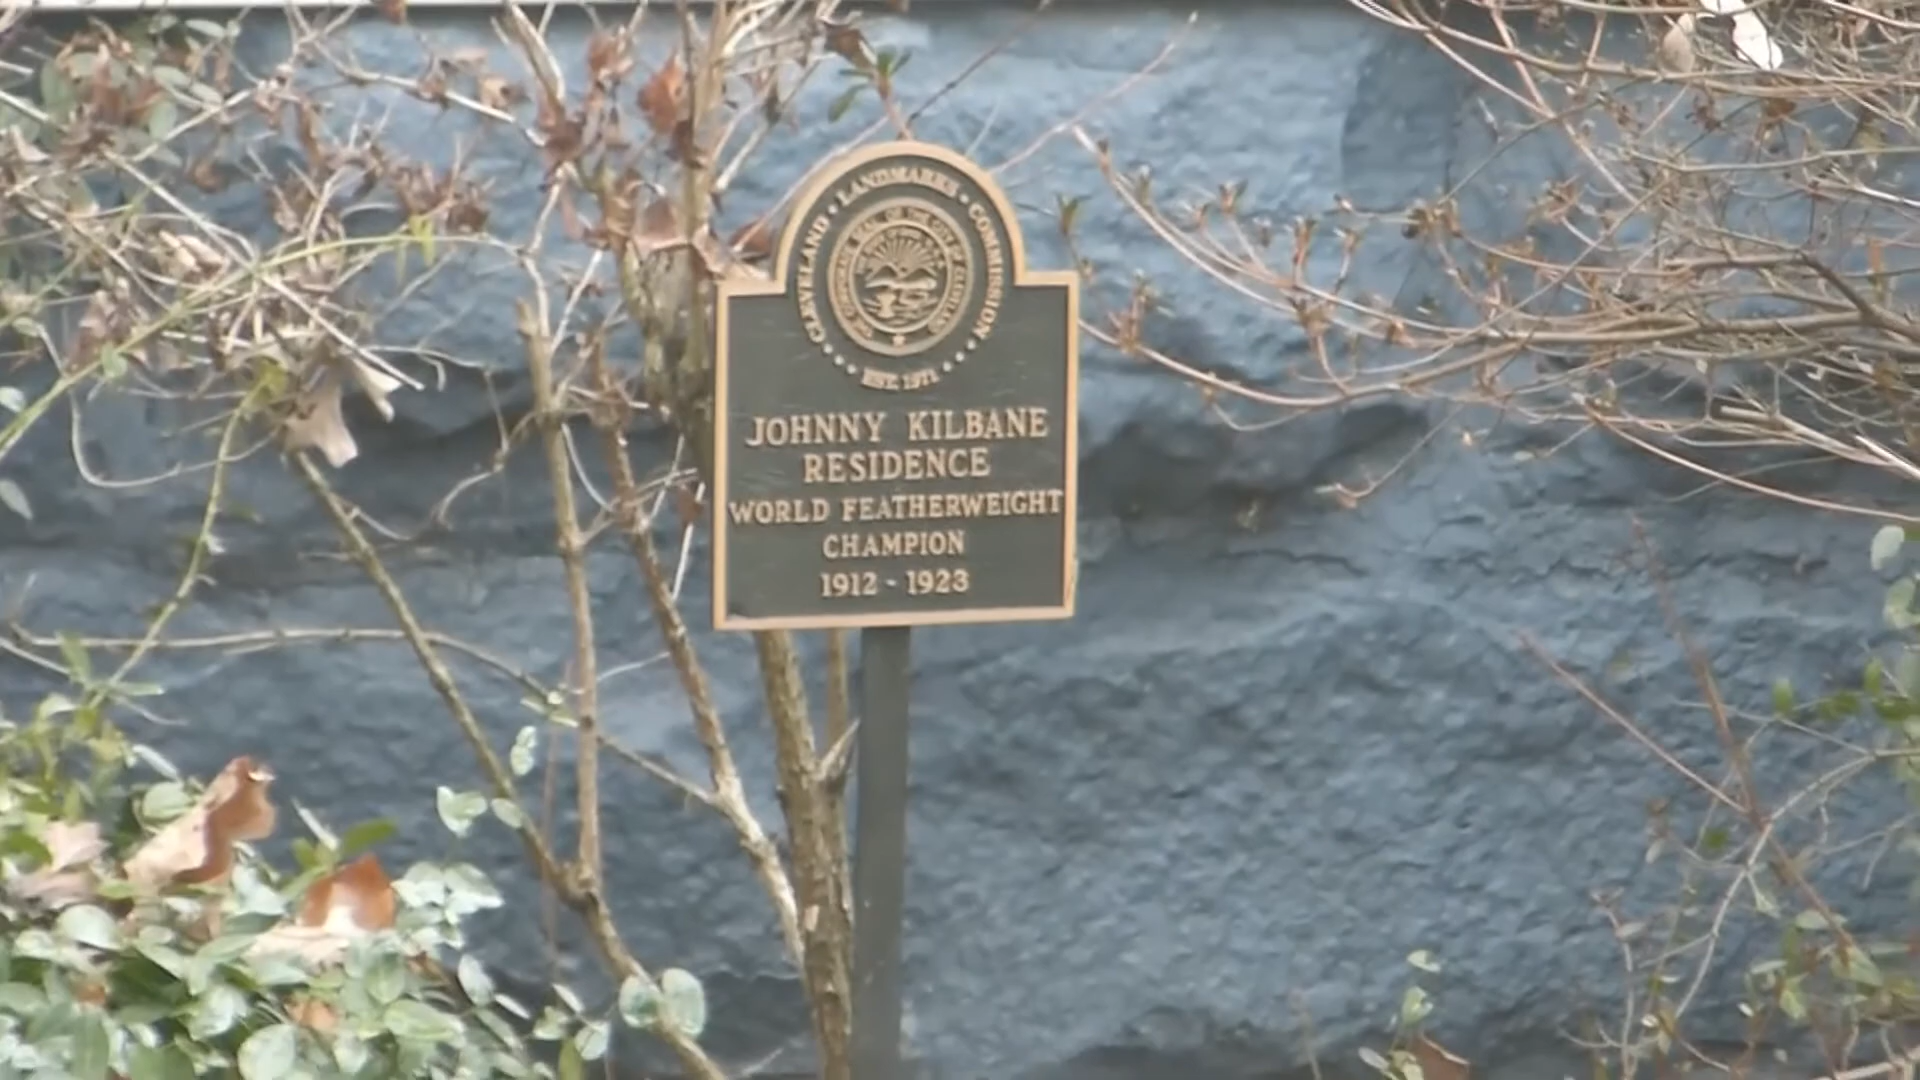 CLEVELAND • LANDMARKS • COMMISSION
EST. 1971
JOHNNY KILBANE
RESIDENCE
WORLD FEATHERWEIGHT
CHAMPION
1912 - 1923